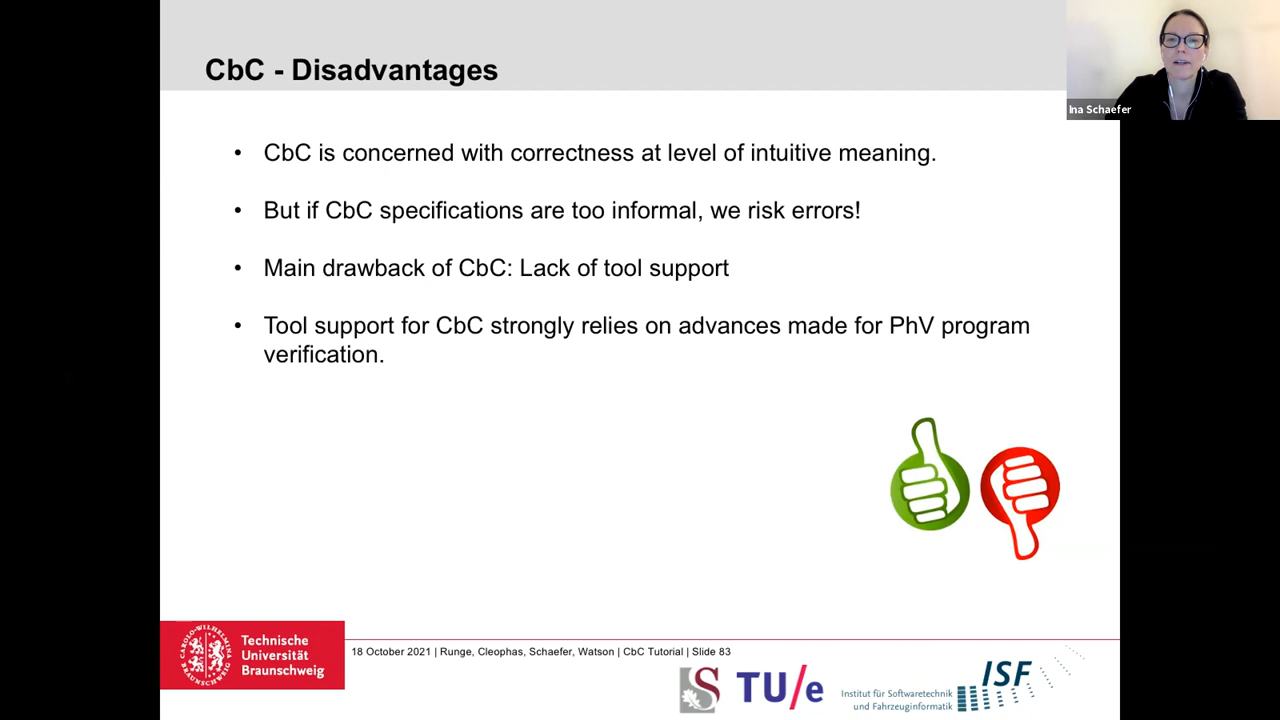 CbC - Disadvantages
Ina Schaefer
• CbC is concerned with correctness at level of intuitive meaning.
• But if CbC specifications are too informal, we risk errors!
• Main drawback of CbC: Lack of tool support
• Tool support for CbC strongly relies on advances made for PhV program
verification.
CAROLO-WILHELMINA
BRAUNSCHWEIG
Technische
Universität
Braunschweig
18 October 2021 | Runge, Cleophas, Schaefer, Watson | CbC Tutorial | Slide 83
S
TU/e
ISF
Institut für Softwaretechnik
und Fahrzeuginformatik